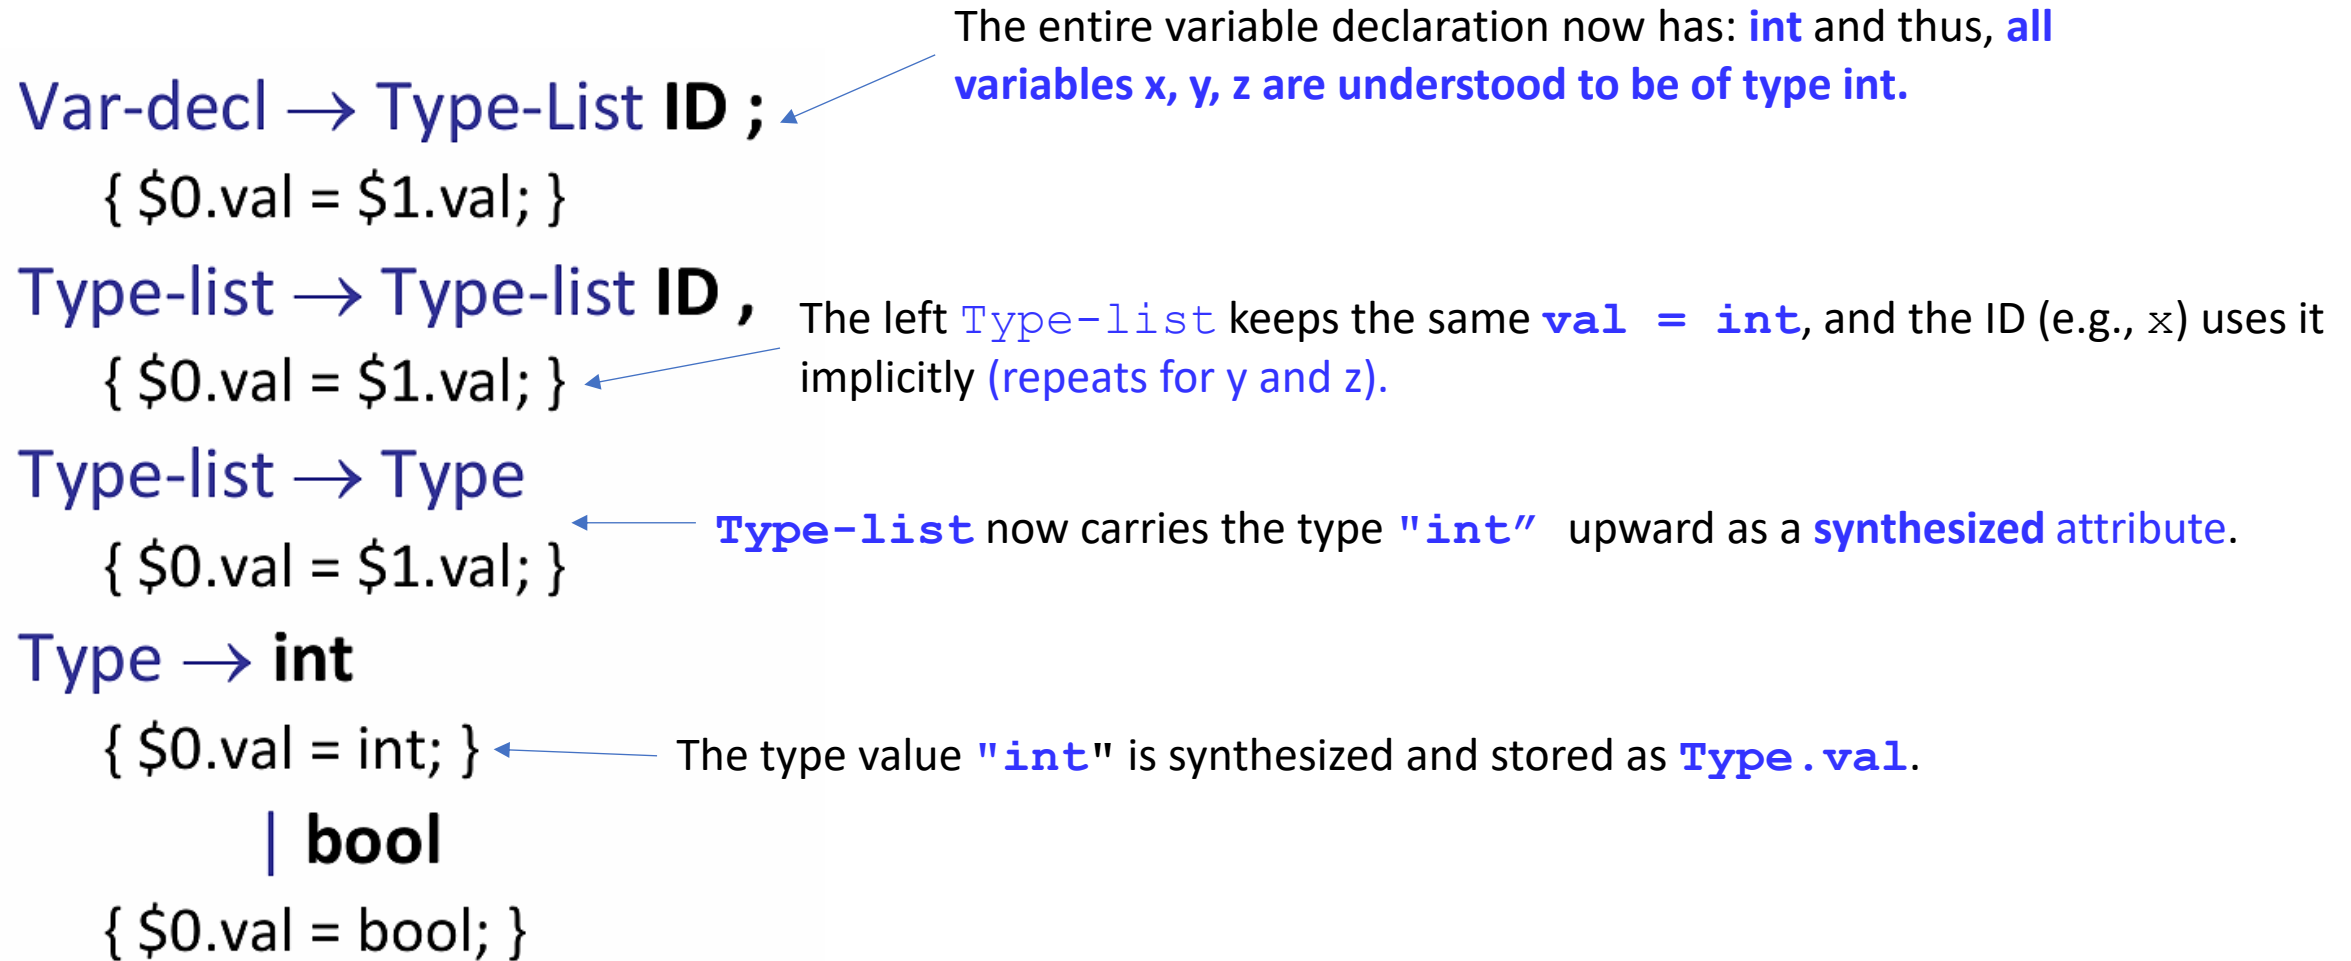 The entire variable declaration now has: int and thus, all
variables x, y, z are understood to be of type int.
Var-decl → Type-List ID ;
{ $0.val = $1.val; }
Type-list → Type-list ID ,
The left Type-list keeps the same val = int, and the ID (e.g., x) uses it
implicitly (repeats for y and z).
{ $0.val = $1.val; }
Type-list → Type
Type-list now carries the type "int″ upward as a synthesized attribute.
{ $0.val = $1.val; }
Type → int
{ $0.val = int; }
The type value "int" is synthesized and stored as Type.val.
| bool
{ $0.val = bool; }